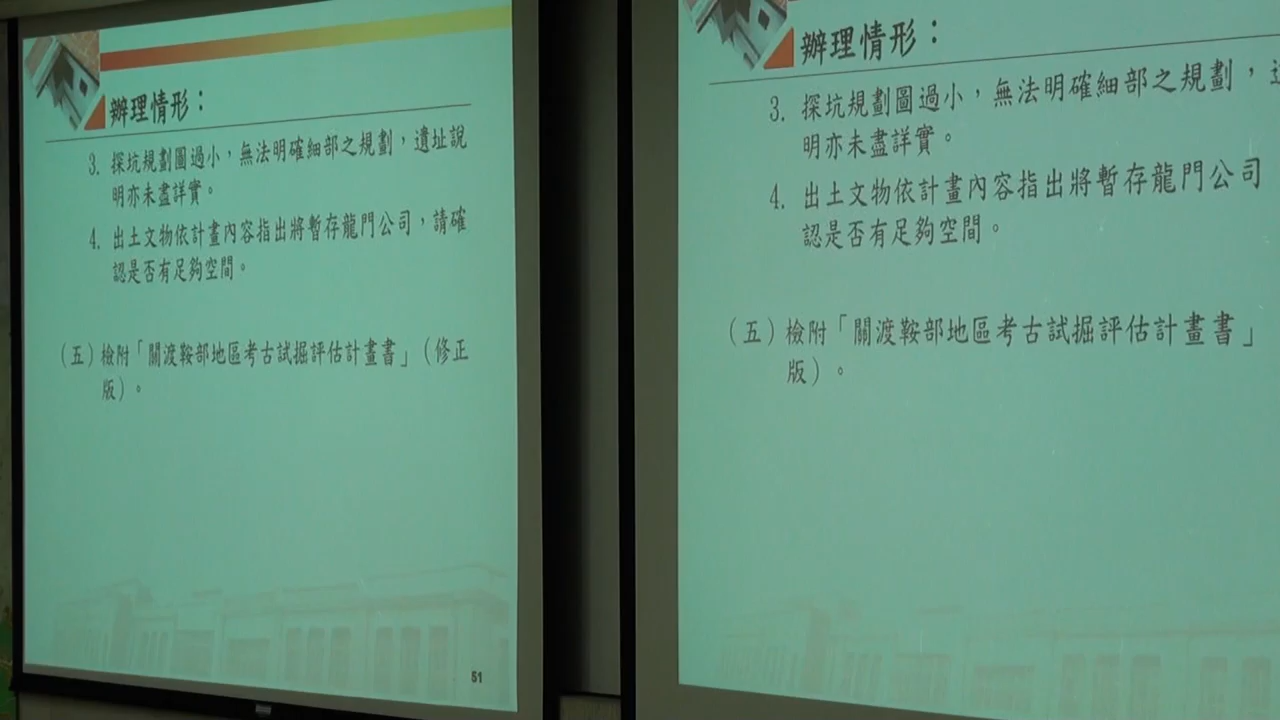 辦理情形：
3. 探坑規劃圖過小，無法明確細部之規劃，遺址說
明亦未盡詳實。
4. 出土文物依計畫內容指出將暫存龍門公司，請確
認是否有足夠空間。
（五）檢附「關渡鞍部地區考古試掘評估計畫書」（修正
版）。
51
辦理情形：
3. 探坑規劃圖過小，無法明確細部之規劃，
明亦未盡詳實。
4. 出土文物依計畫內容指出將暫存龍門公司
認是否有足夠空間。
（五）檢附「關渡鞍部地區考古試掘評估計畫書」
版）。